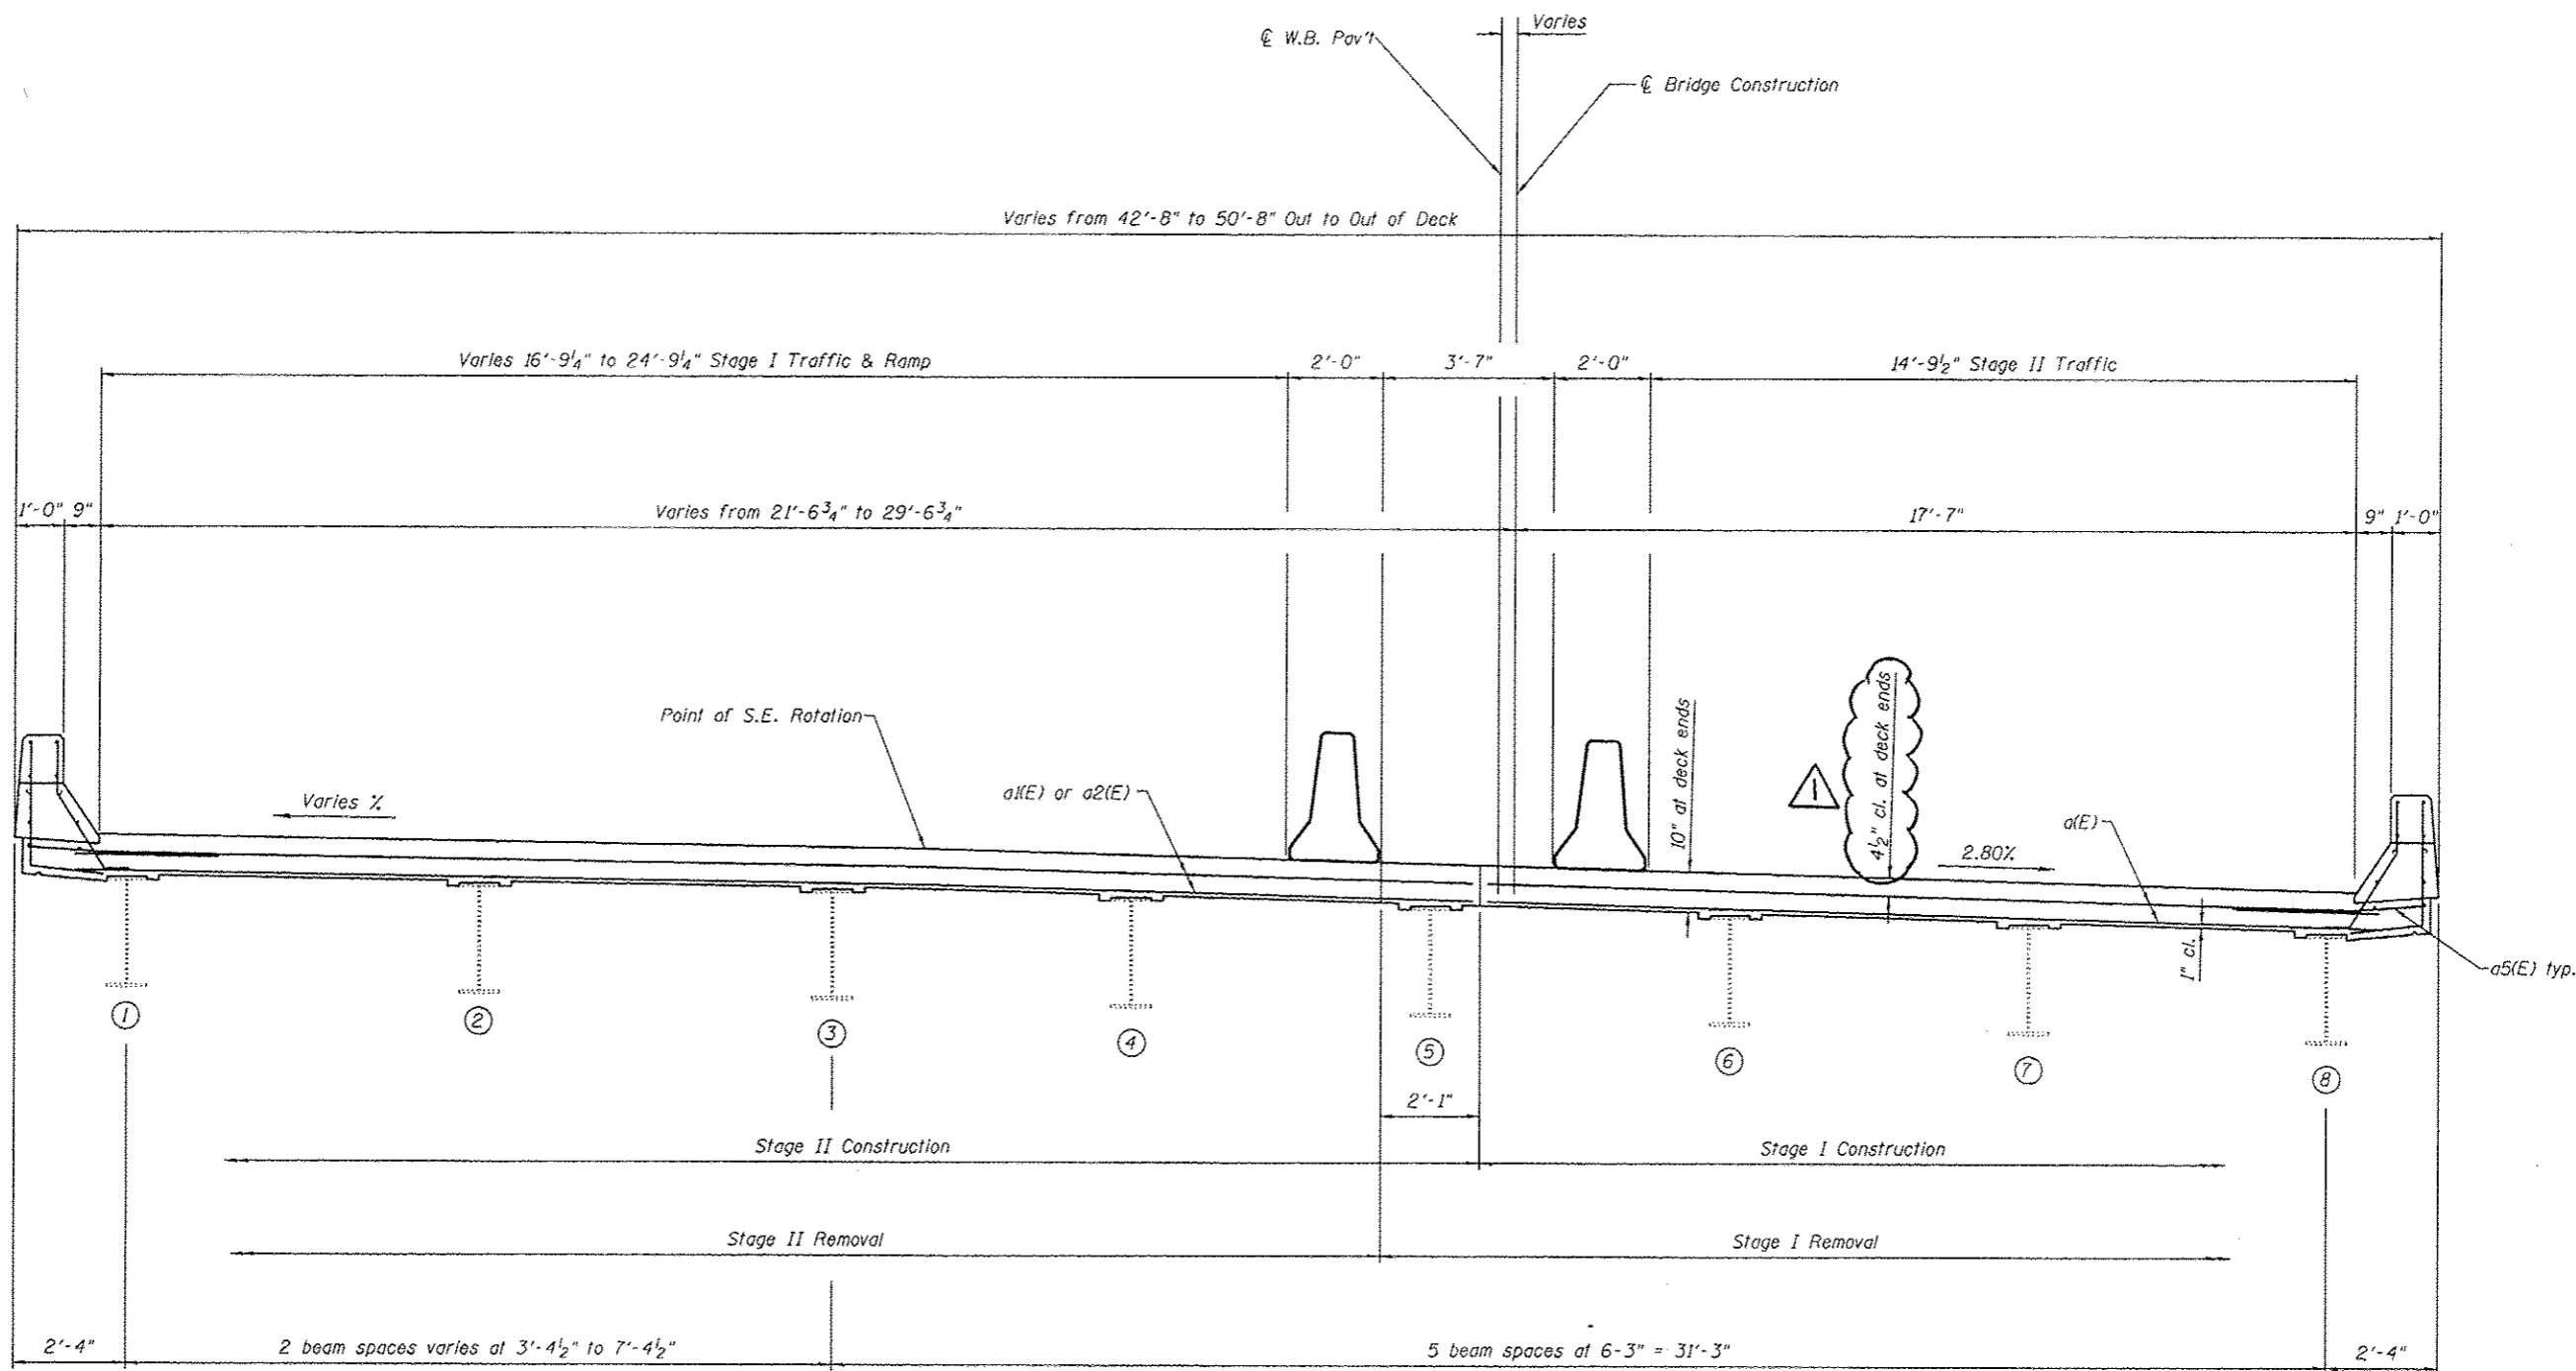 Varies
℄ W.B. Pav't
℄ Bridge Construction
Varies from 42'-8" to 50'-8" Out to Out of Deck
Varies 16'-9¼" to 24'-9¼" Stage I Traffic & Ramp
2'-0"
3'-7"
2'-0"
14'-9½" Stage II Traffic
1'-0"
9"
Varies from 21'-6¾" to 29'-6¾"
17'-7"
9"
1'-0"
Point of S.E. Rotation
10" at deck ends
4½" cl. at deck ends
1
Varies %
a1(E) or a2(E)
a(E)
2.80%
1" cl.
a5(E) typ.
1
2
3
4
5
6
7
8
2'-1"
Stage II Construction
Stage I Construction
Stage II Removal
Stage I Removal
2'-4"
2 beam spaces varies at 3'-4½" to 7'-4½"
5 beam spaces at 6-3" = 31'-3"
2'-4"